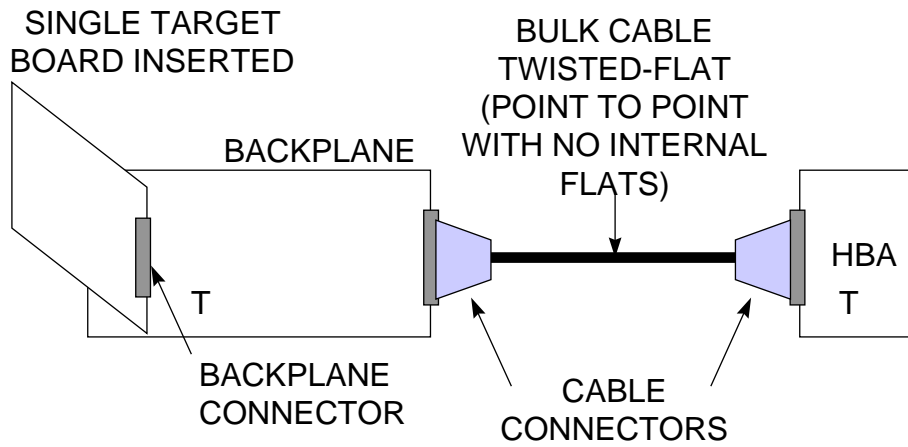 SINGLE TARGET
BOARD INSERTED
BULK CABLE
TWISTED-FLAT
(POINT TO POINT
WITH NO INTERNAL
FLATS)
BACKPLANE
HBA
T
T
BACKPLANE
CONNECTOR
CABLE
CONNECTORS